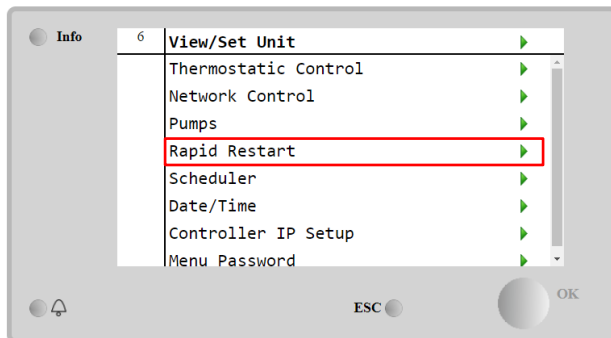 Info
6 View/Set Unit
Thermostatic Control
Network Control
Pumps
Rapid Restart
Scheduler
Date/Time
Controller IP Setup
Menu Password
ESC
OK